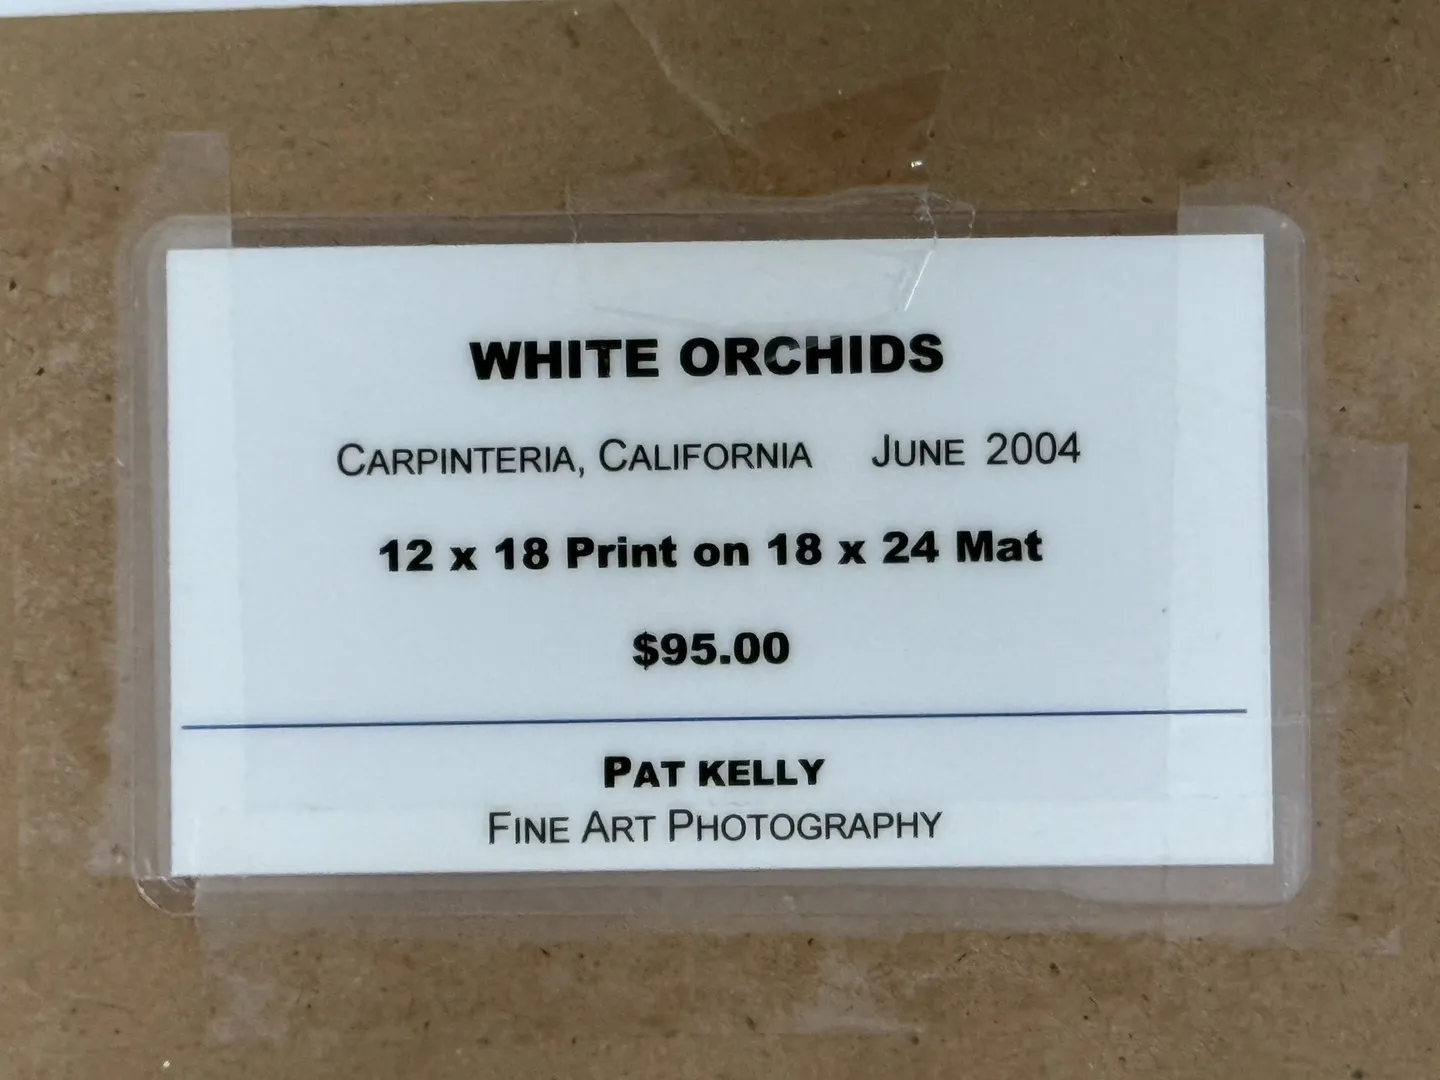 WHITE ORCHIDS
CARPINTERIA, CALIFORNIA JUNE 2004
12 x 18 Print on 18 x 24 Mat
$95.00
PAT KELLY
FINE ART PHOTOGRAPHY